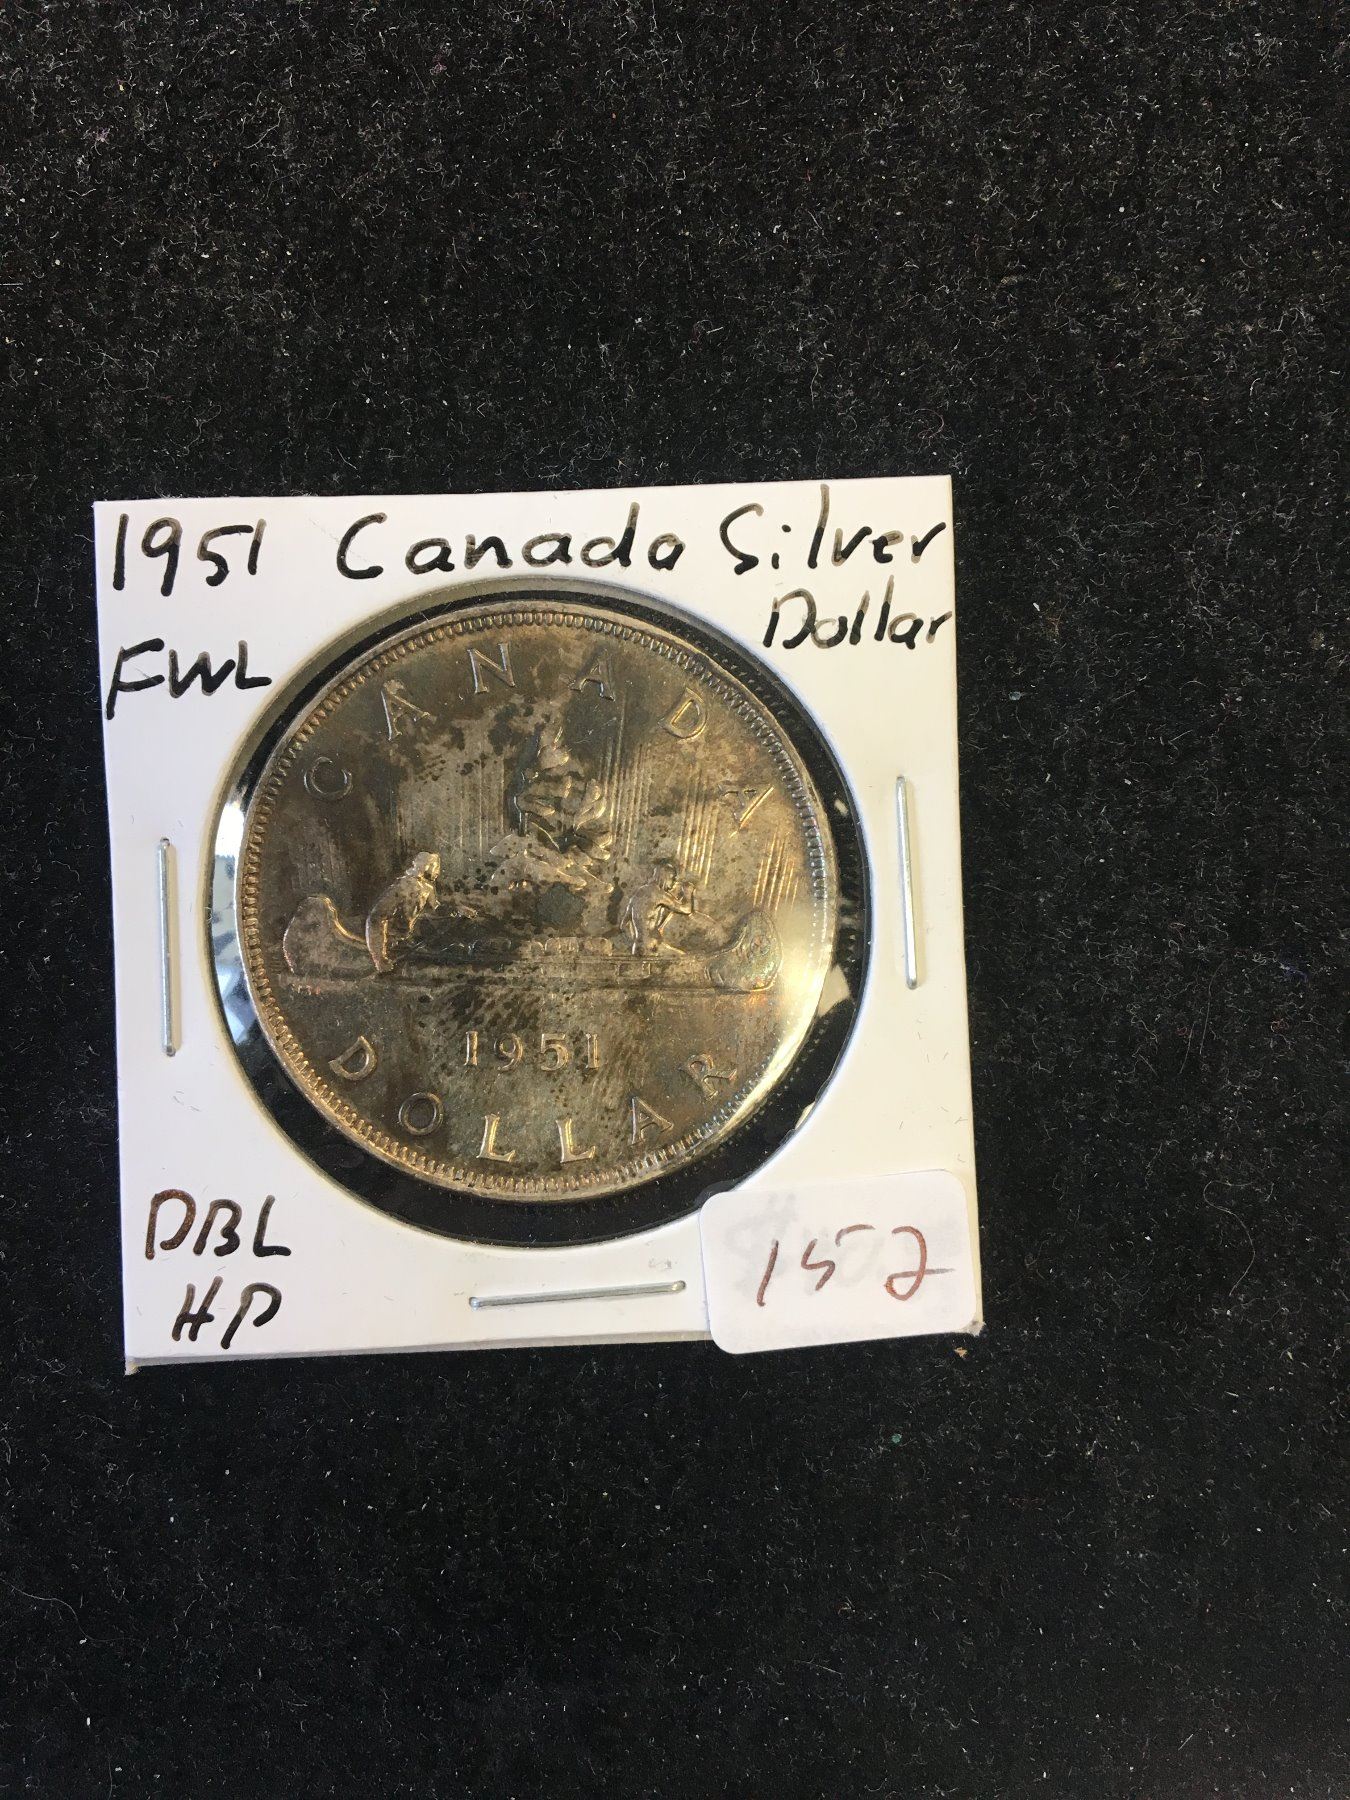 1951 Canada Silver
Dollar
FWL
CANADA
1951
DOLLAR
DBL
HP
152